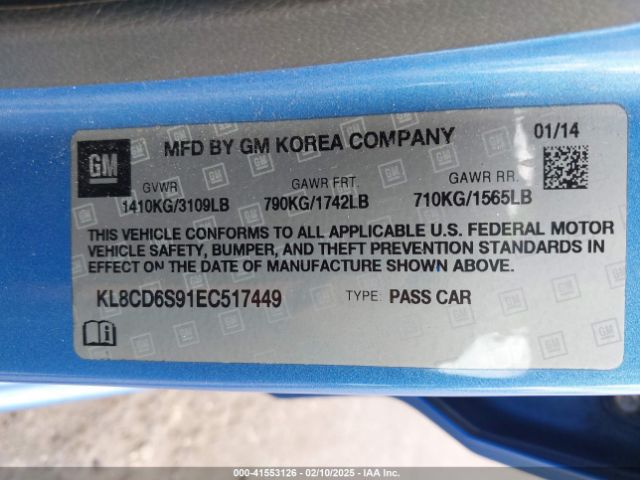 GM
MFD BY GM KOREA COMPANY
01/14
GVWR GAWR FRT. GAWR RR.
1410KG/3109LB 790KG/1742LB 710KG/1565LB
THIS VEHICLE CONFORMS TO ALL APPLICABLE U.S. FEDERAL MOTOR
VEHICLE SAFETY, BUMPER, AND THEFT PREVENTION STANDARDS IN
EFFECT ON THE DATE OF MANUFACTURE SHOWN ABOVE.
KL8CD6S91EC517449 TYPE: PASS CAR
000-41553126 - 02/10/2025 - IAA Inc.